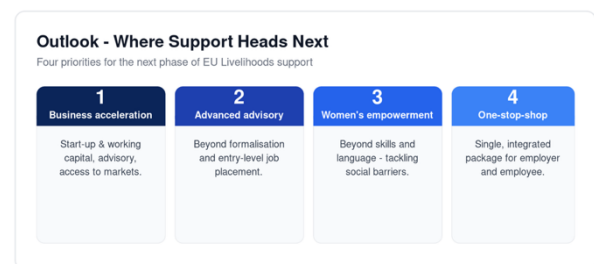 Outlook - Where Support Heads Next
Four priorities for the next phase of EU Livelihoods support
1
Business acceleration
Start-up & working
capital, advisory,
access to markets.
2
Advanced advisory
Beyond formalisation
and entry-level job
placement.
3
Women's empowerment
Beyond skills and
language - tackling
social barriers.
4
One-stop-shop
Single, integrated
package for employer
and employee.